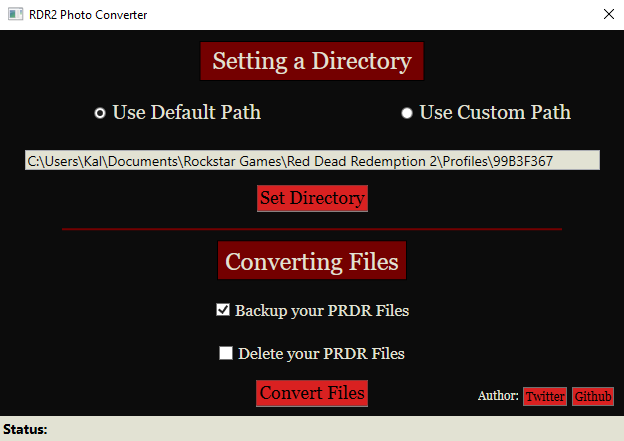 RDR2 Photo Converter
Setting a Directory
Use Default Path
Use Custom Path
C:\Users\Kal\Documents\Rockstar Games\Red Dead Redemption 2\Profiles\99B3F367
Set Directory
Converting Files
Backup your PRDR Files
Delete your PRDR Files
Convert Files
Author: Twitter Github
Status: